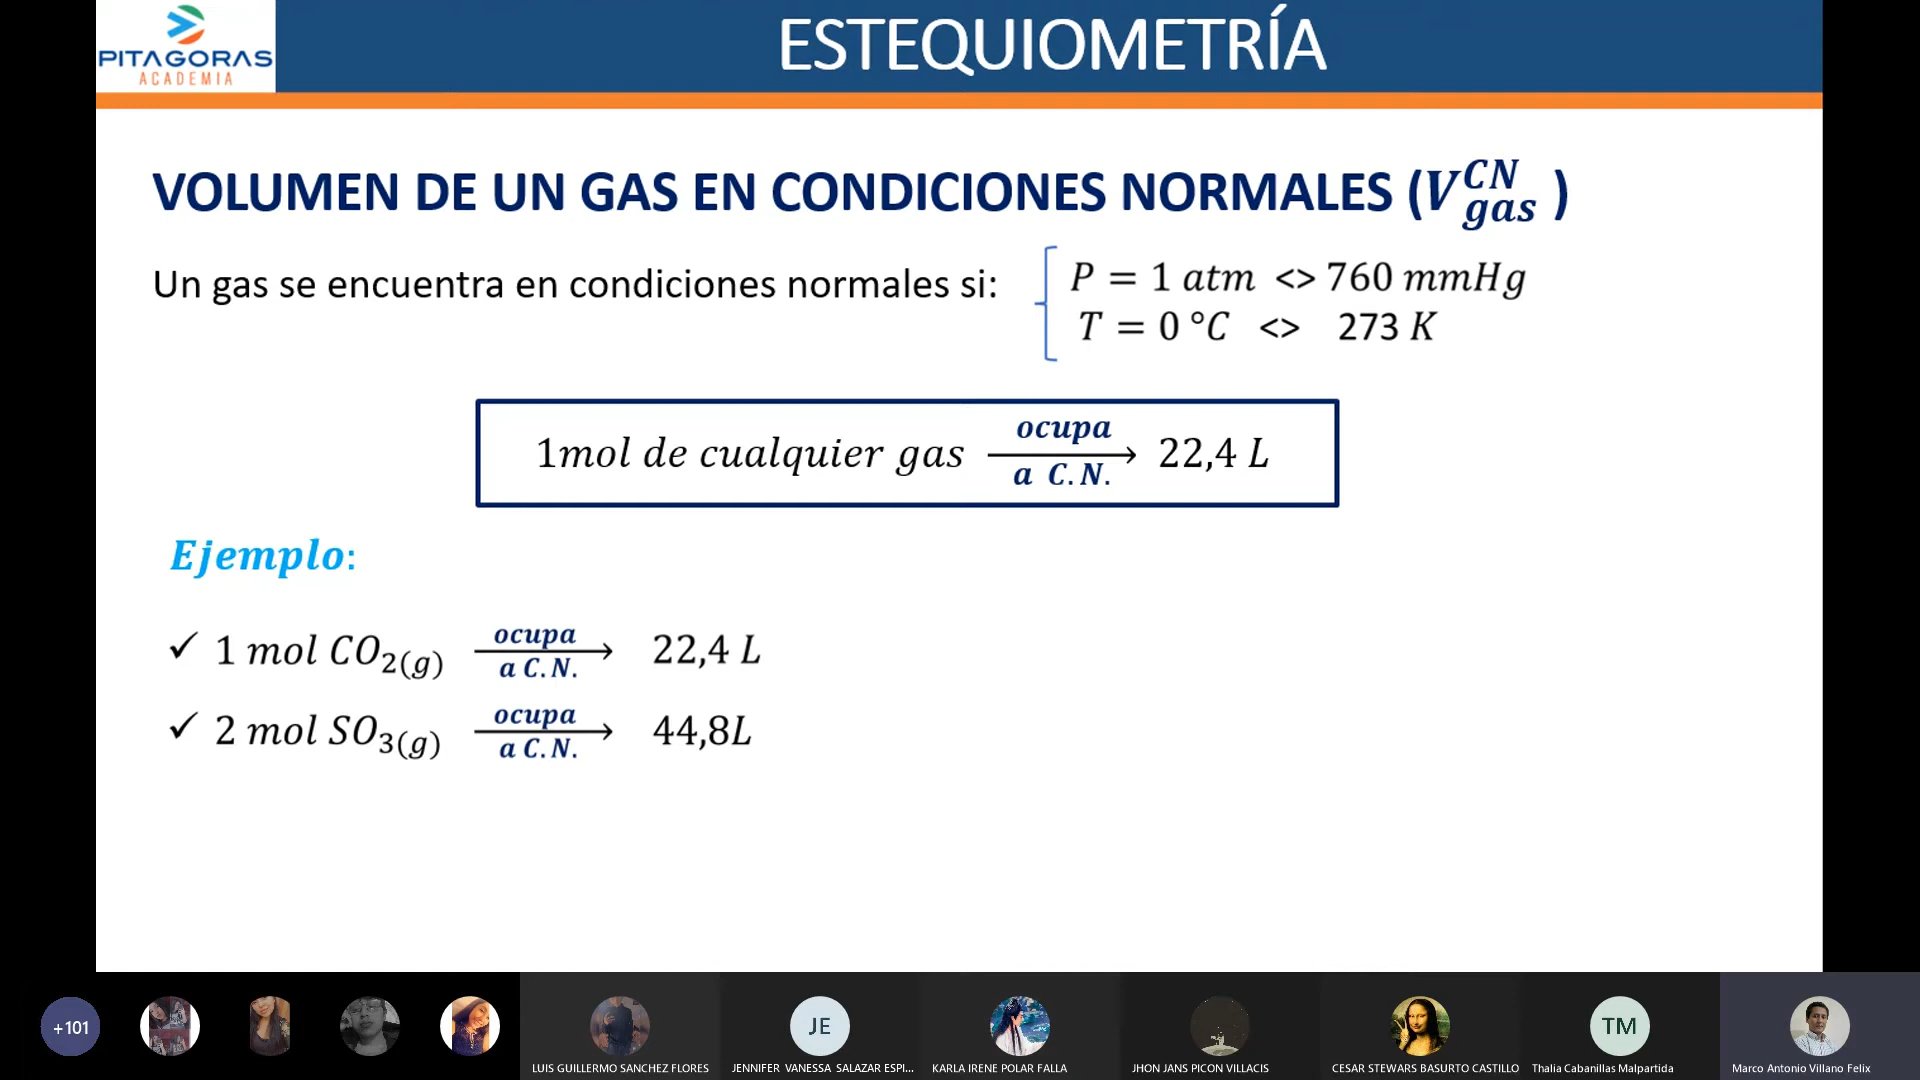 PITAGORAS
ACADEMIA
ESTEQUIOMETRÍA
VOLUMEN DE UN GAS EN CONDICIONES NORMALES (V_gas^CN)
Un gas se encuentra en condiciones normales si:
P = 1 atm <> 760 mmHg
T = 0 °C <> 273 K
1mol de cualquier gas ocupa a C.N. → 22,4 L
Ejemplo:
✓ 1 mol CO₂(g) ocupa a C.N. → 22,4 L
✓ 2 mol SO₃(g) ocupa a C.N. → 44,8L
+101
JE
TM
LUIS GUILLERMO SANCHEZ FLORES
JENNIFER VANESSA SALAZAR ESPI...
KARLA IRENE POLAR FALLA
JHON JANS PICON VILLACIS
CESAR STEWARS BASURTO CASTILLO
Thalia Cabanillas Malpartida
Marco Antonio Villano Felix